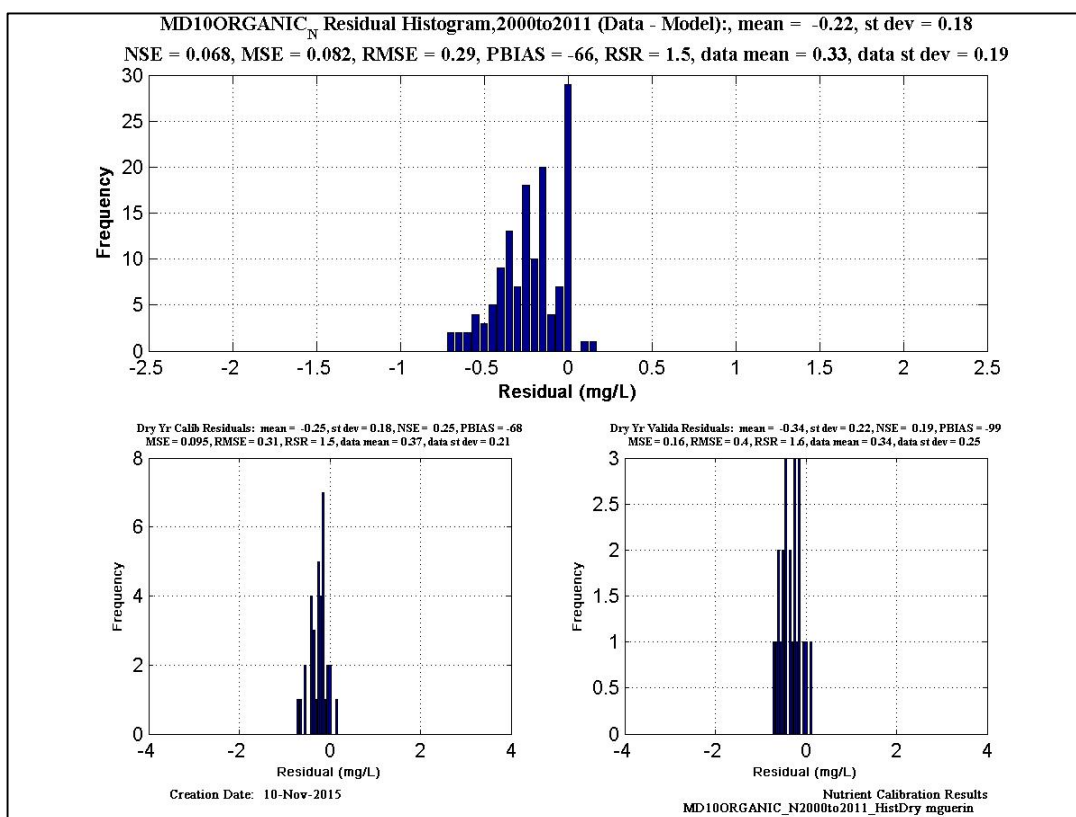 MD10ORGANIC_N Residual Histogram,2000to2011 (Data - Model):, mean = -0.22, st dev = 0.18
NSE = 0.068, MSE = 0.082, RMSE = 0.29, PBIAS = -66, RSR = 1.5, data mean = 0.33, data st dev = 0.19
30
25
20
15
10
5
0
Frequency
-2.5 -2 -1.5 -1 -0.5 0 0.5 1 1.5 2 2.5
Residual (mg/L)
Dry Yr Calib Residuals: mean = -0.25, st dev = 0.18, NSE = 0.25, PBIAS = -68
MSE = 0.095, RMSE = 0.31, RSR = 1.5, data mean = 0.37, data st dev = 0.21
8
6
4
2
0
Frequency
-4 -2 0 2 4
Residual (mg/L)
Dry Yr Valida Residuals: mean = -0.34, st dev = 0.22, NSE = 0.19, PBIAS = -99
MSE = 0.16, RMSE = 0.4, RSR = 1.6, data mean = 0.34, data st dev = 0.25
3
2.5
2
1.5
1
0.5
0
Frequency
-4 -2 0 2 4
Residual (mg/L)
Creation Date: 10-Nov-2015
Nutrient Calibration Results
MD10ORGANIC_N2000to2011_HistDry mguerin